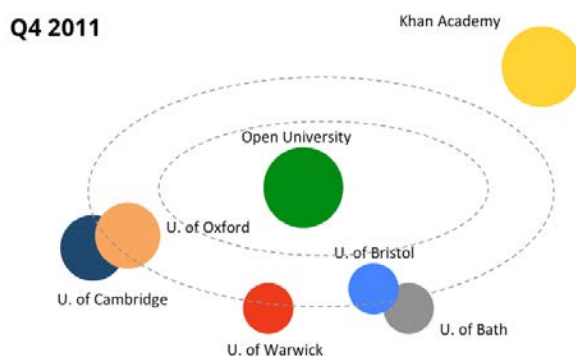 Q4 2011
Khan Academy
Open University
U. of Oxford
U. of Bristol
U. of Cambridge
U. of Bath
U. of Warwick